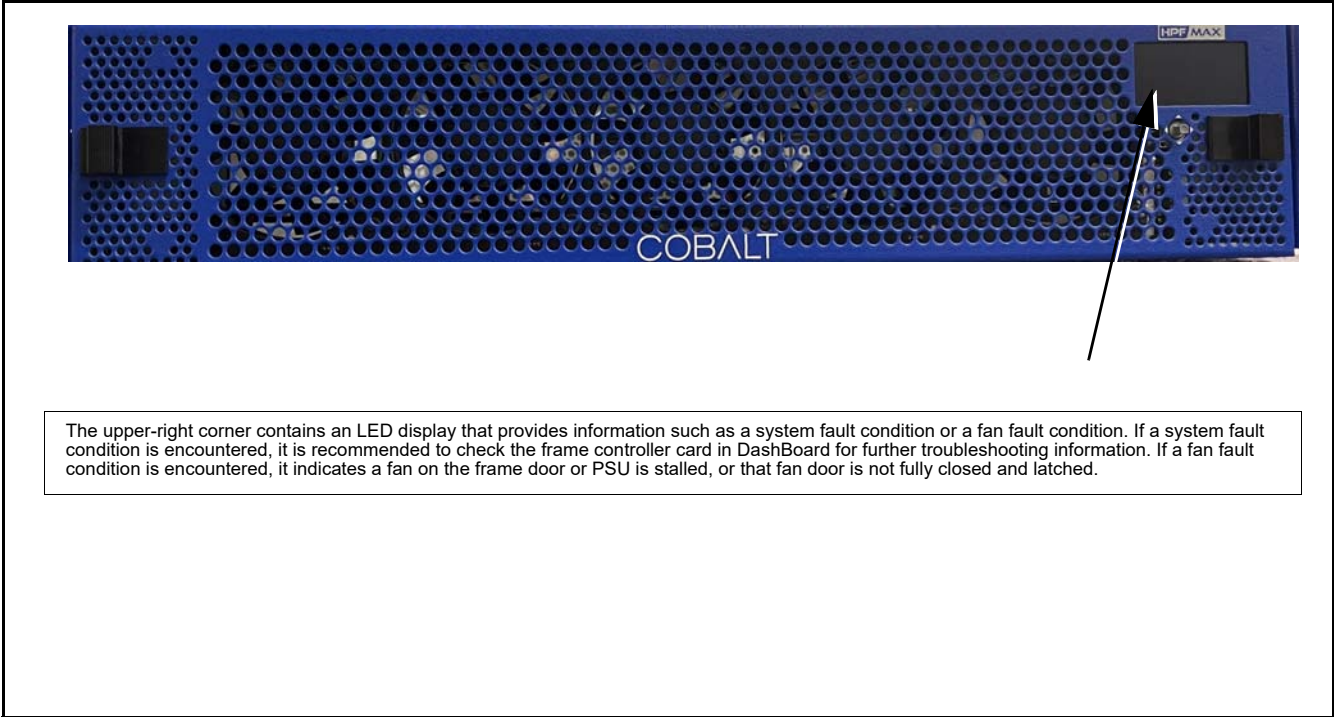 HPF MAX
COBALT
The upper-right corner contains an LED display that provides information such as a system fault condition or a fan fault condition. If a system fault
condition is encountered, it is recommended to check the frame controller card in DashBoard for further troubleshooting information. If a fan fault
condition is encountered, it indicates a fan on the frame door or PSU is stalled, or that fan door is not fully closed and latched.